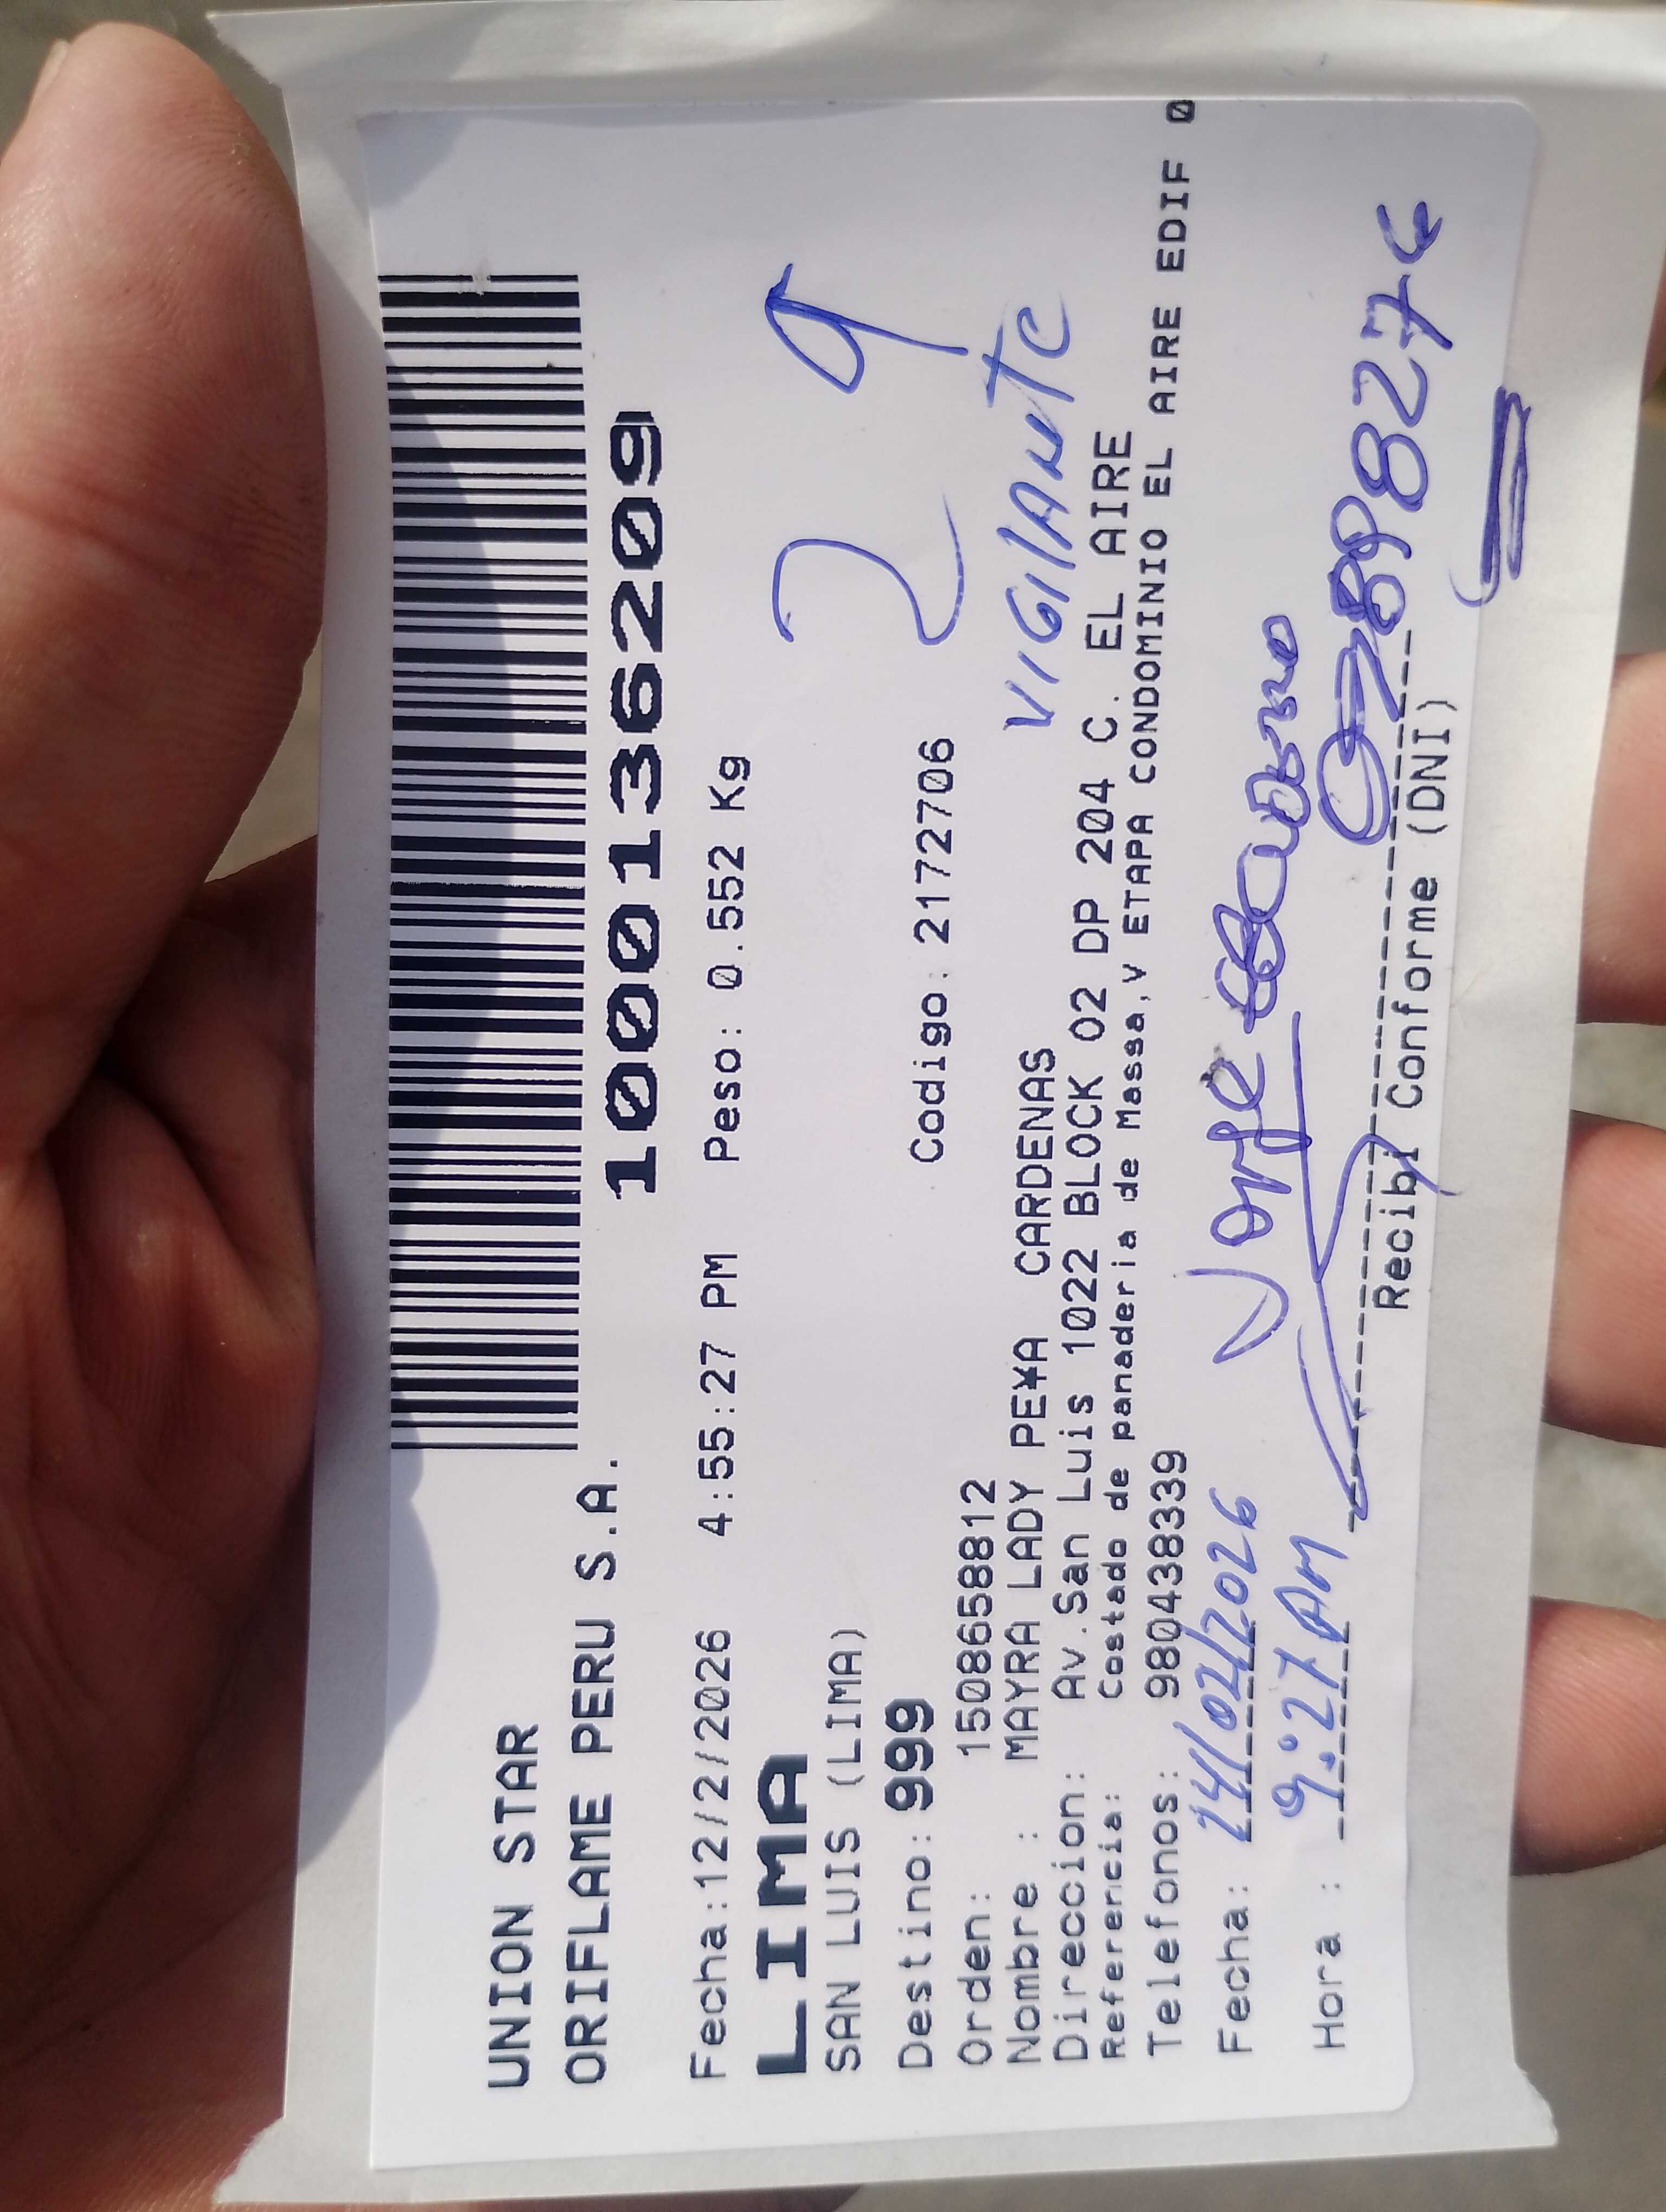 UNION STAR
ORIFLAME PERU S.A.
1000136209
Fecha:12/2/2026 4:55:27 PM Peso: 0.552 Kg
LIMA
SAN LUIS (LIMA)
2 9
Destino: 999 Codigo: 2172706
Orden: 1508658812
VIGILANTE
Nombre : MAYRA LADY PE¥A CARDENAS
Direccion: Av.San Luis 1022 BLOCK 02 DP 204 C. EL AIRE
Referencia: Costado de panaderia de Massa,V ETAPA CONDOMINIO EL AIRE EDIF 0
Telefonos: 980438339
Fecha: 14/02/2026
Jorge
Hora : 9:27 AM
Recibi Conforme (DNI)